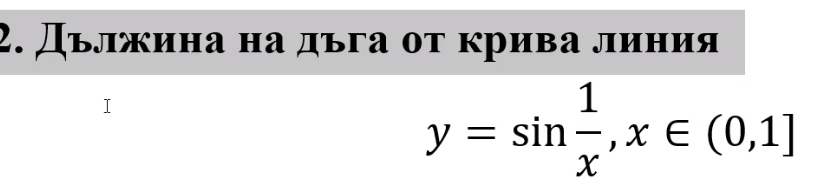 2. Дължина на дъга от крива линия
y = sin 1/x, x ∈ (0,1]